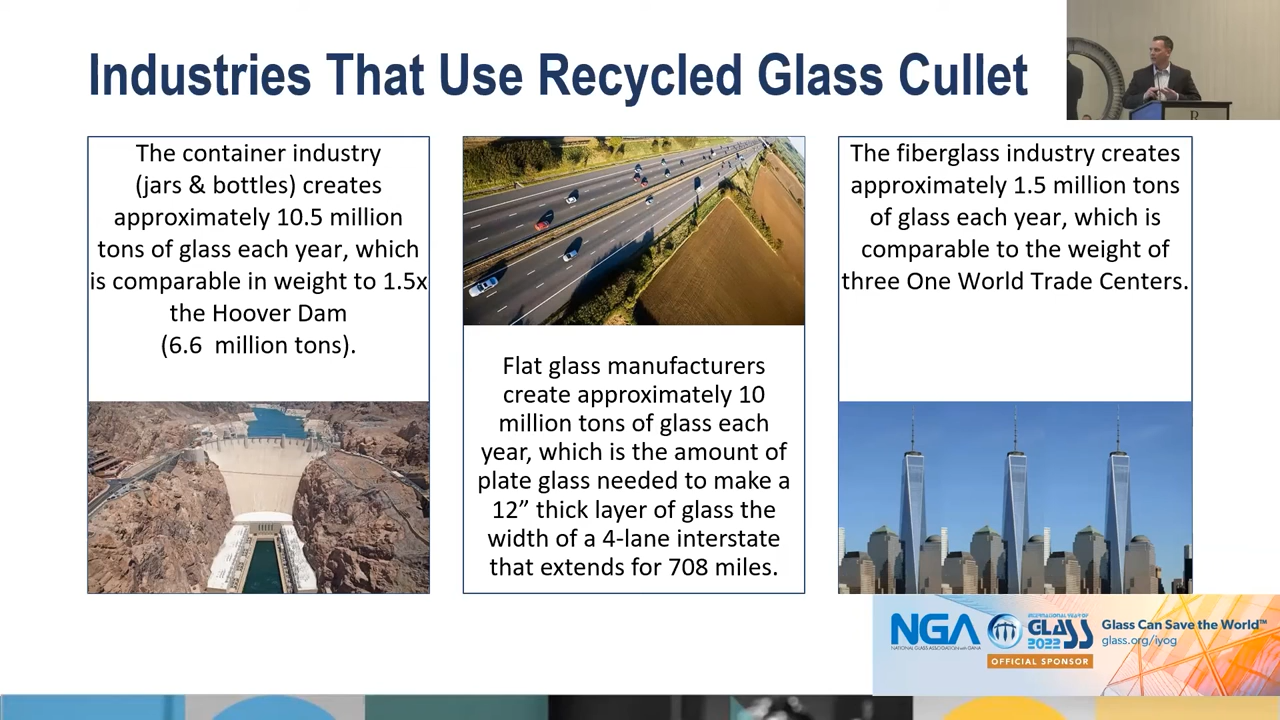 Industries That Use Recycled Glass Cullet
The container industry
(jars & bottles) creates
approximately 10.5 million
tons of glass each year, which
is comparable in weight to 1.5x
the Hoover Dam
(6.6  million tons).
Flat glass manufacturers
create approximately 10
million tons of glass each
year, which is the amount of
plate glass needed to make a
12” thick layer of glass the
width of a 4-lane interstate
that extends for 708 miles.
The fiberglass industry creates
approximately 1.5 million tons
of glass each year, which is
comparable to the weight of
three One World Trade Centers.
NGA
NATIONAL GLASS ASSOCIATION with GANA
INTERNATIONAL YEAR OF
GLASS
2022
OFFICIAL SPONSOR
Glass Can Save the World™
glass.org/iyog
R